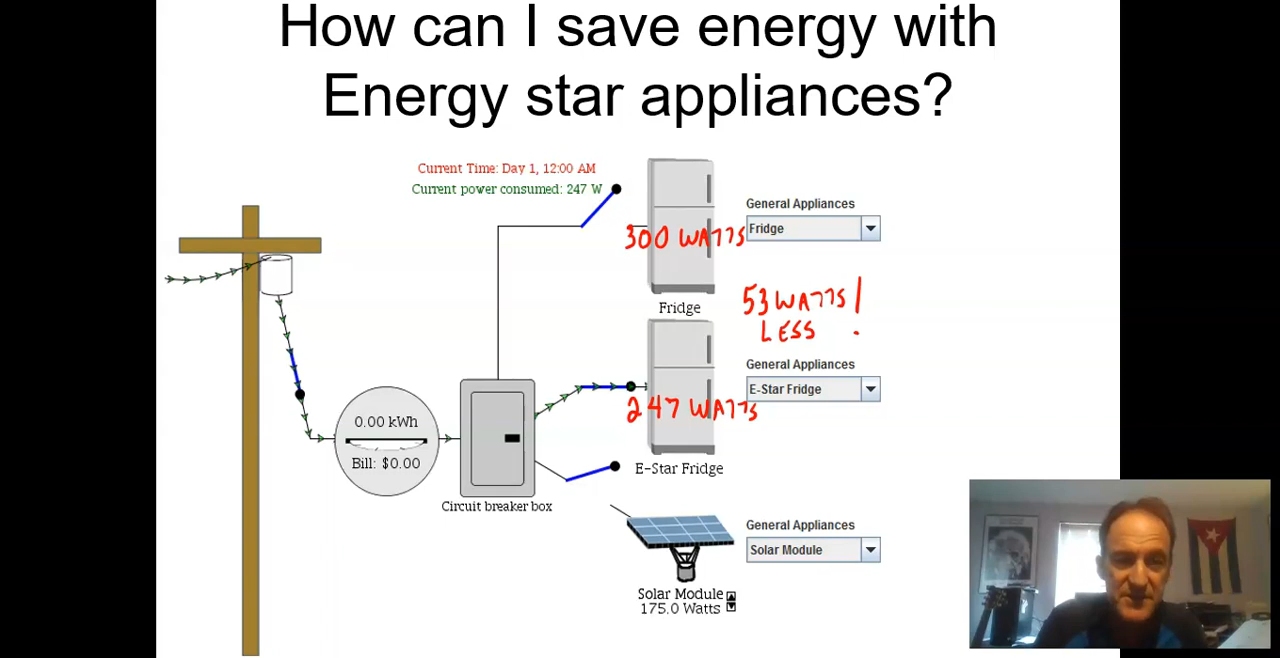 How can I save energy with
Energy star appliances?
Current Time: Day 1, 12:00 AM
Current power consumed: 247 W
General Appliances
Fridge
300 WATTS
Fridge
53 WATTS !
LESS
General Appliances
E-Star Fridge
247 WATTS
E-Star Fridge
0.00 kWh
Bill: $0.00
Circuit breaker box
General Appliances
Solar Module
Solar Module
175.0 Watts